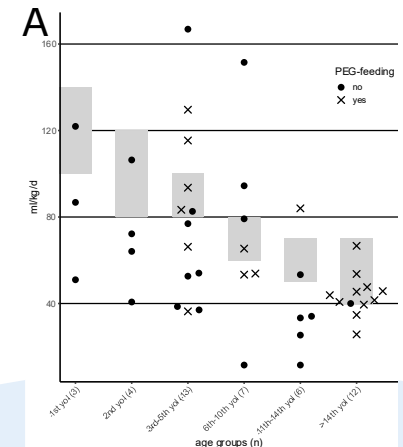 A
160
120
80
40
ml/kg/d
PEG-feeding
no
yes
1st yol (3)
2nd yol (4)
3rd-5th yol (13)
6th-10th yol (7)
11th-14th yol (6)
>14th yol (12)
age groups (n)